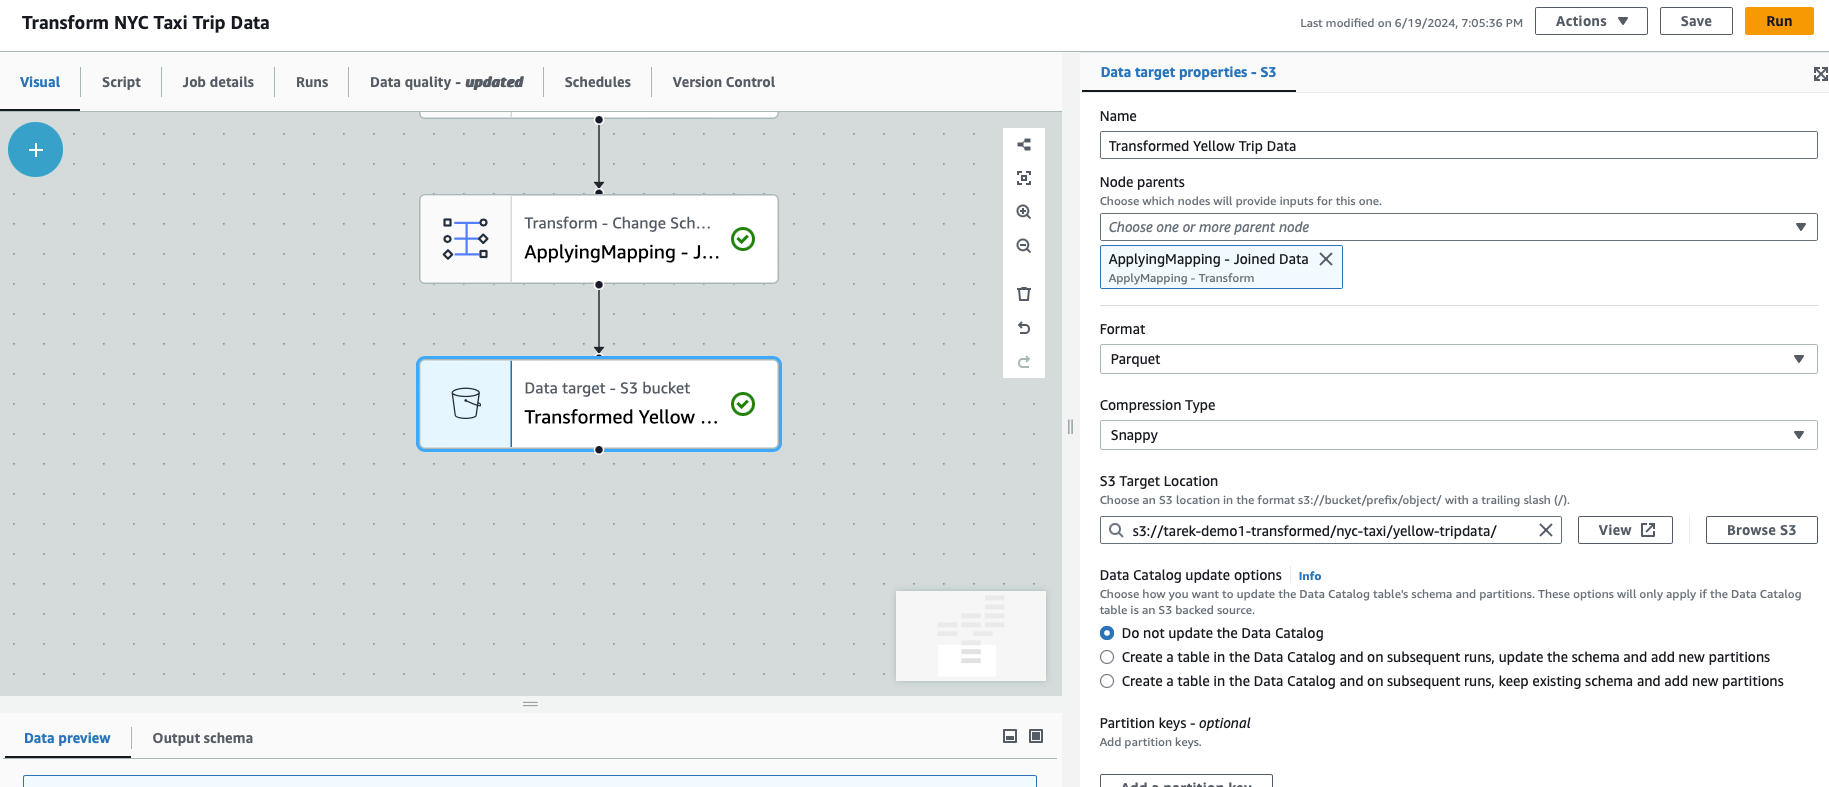 Transform NYC Taxi Trip Data
Last modified on 6/19/2024, 7:05:36 PM
Actions
Save
Run
Visual
Script
Job details
Runs
Data quality - updated
Schedules
Version Control
Transform - Change Sch...
ApplyingMapping - J...
Data target - S3 bucket
Transformed Yellow ...
Data preview
Output schema
Data target properties - S3
Name
Transformed Yellow Trip Data
Node parents
Choose which nodes will provide inputs for this one.
Choose one or more parent node
ApplyingMapping - Joined Data
ApplyMapping - Transform
Format
Parquet
Compression Type
Snappy
S3 Target Location
Choose an S3 location in the format s3://bucket/prefix/object/ with a trailing slash (/).
s3://tarek-demo1-transformed/nyc-taxi/yellow-tripdata/
View
Browse S3
Data Catalog update options
Info
Choose how you want to update the Data Catalog table's schema and partitions. These options will only apply if the Data Catalog
table is an S3 backed source.
Do not update the Data Catalog
Create a table in the Data Catalog and on subsequent runs, update the schema and add new partitions
Create a table in the Data Catalog and on subsequent runs, keep existing schema and add new partitions
Partition keys - optional
Add partition keys.
Add a partition key